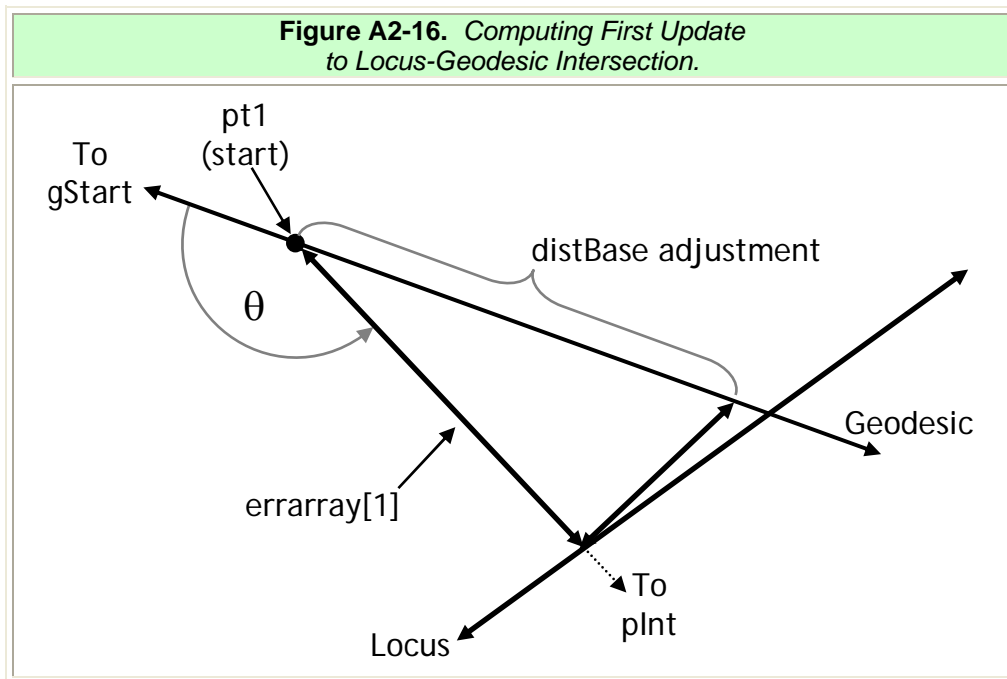 Figure A2-16. Computing First Update
to Locus-Geodesic Intersection.
pt1
(start)
To
gStart
distBase adjustment
θ
Geodesic
errarray[1]
To
pInt
Locus